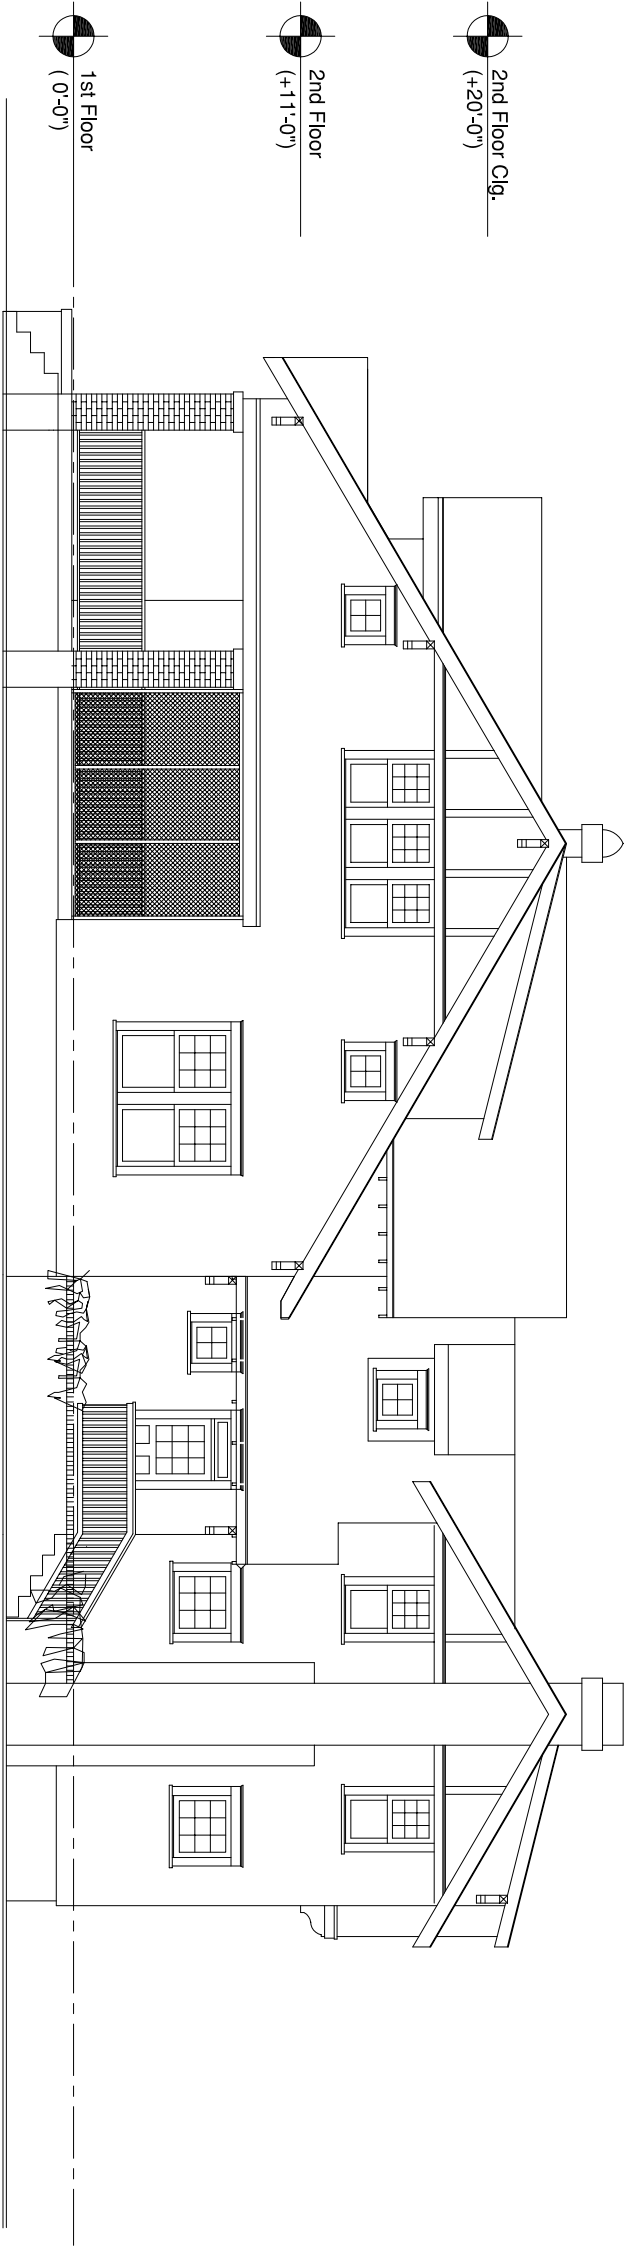 2nd Floor Clg.
(+20'-0")
2nd Floor
(+11'-0")
1st Floor
( 0'-0")